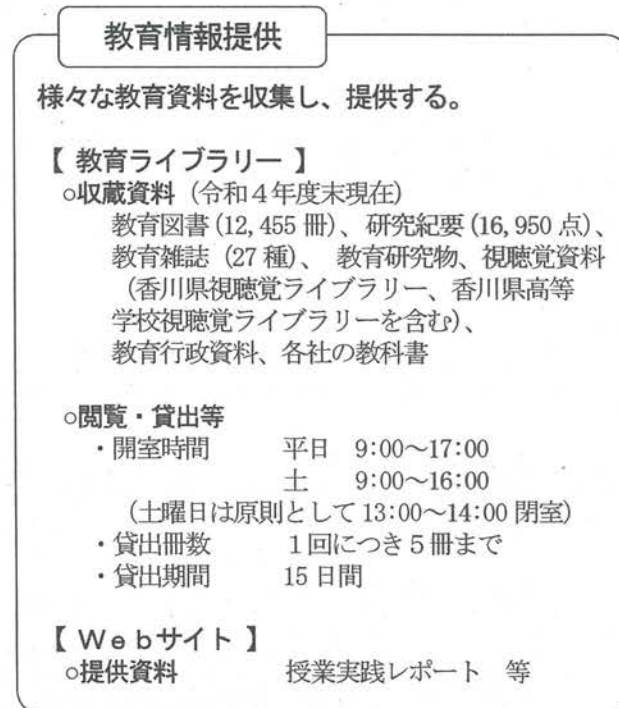 教育情報提供
様々な教育資料を収集し、提供する。
【 教育ライブラリー 】
○収蔵資料（令和４年度末現在）
教育図書(12,455 冊)、研究紀要(16,950 点)、
教育雑誌（27 種）、 教育研究物、視聴覚資料
（香川県視聴覚ライブラリー、香川県高等
学校視聴覚ライブラリーを含む）、
教育行政資料、各社の教科書
○閲覧・貸出等
・開室時間　　平日　9:00～17:00
土　9:00～16:00
（土曜日は原則として 13:00～14:00 閉室）
・貸出冊数　　１回につき５冊まで
・貸出期間　　15 日間
【 Ｗｅｂサイト 】
○提供資料　　授業実践レポート　等